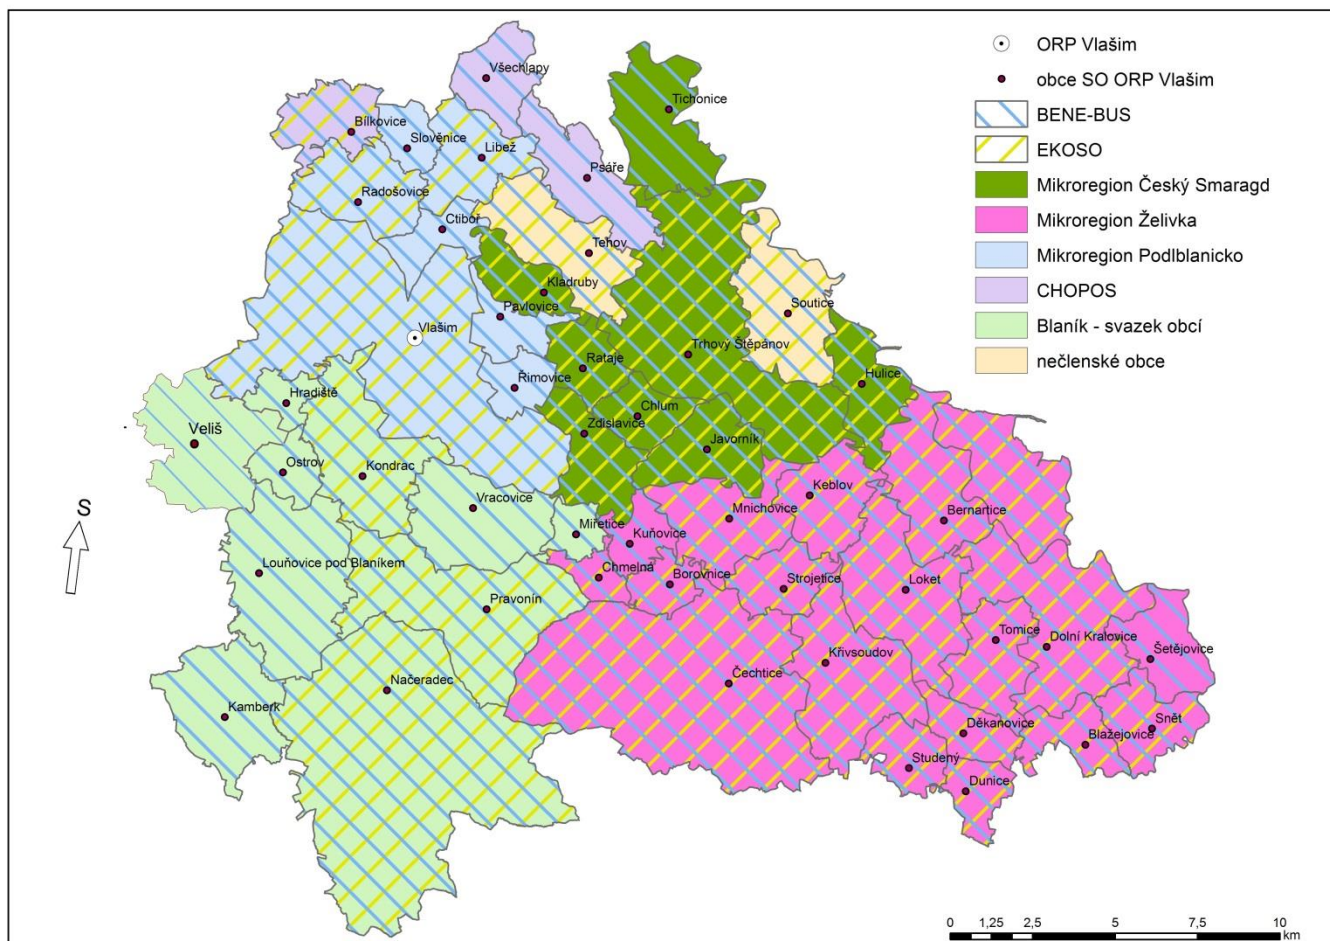 ORP Vlašim
obce SO ORP Vlašim
BENE-BUS
EKOSO
Mikroregion Český Smaragd
Mikroregion Želivka
Mikroregion Podlblanicko
CHOPOS
Blaník - svazek obcí
nečlenské obce
Všechlapy
Tichonice
Bílkovice
Slověnice
Libež
Psáře
Radošovice
Ctiboř
Tehov
Kladruby
Pavlovice
Soutice
Vlašim
Trhový Štěpánov
Rataje
Římovice
Hulice
Hradiště
Chlum
Zdislavice
Veliš
Javorník
Ostrov
Kondrac
Vracovice
Keblov
Mnichovice
Bernartice
S
Miřetice
Kuňovice
Louňovice pod Blaníkem
Chmelná
Borovnice
Strojetice
Loket
Pravonín
Tomice
Dolní Kralovice
Šetějovice
Křivsoudov
Čechtice
Načeradec
Kamberk
Děkanovice
Snět
Blažejovice
Studený
Dunice
0 1,25 2,5 5 7,5 10
km